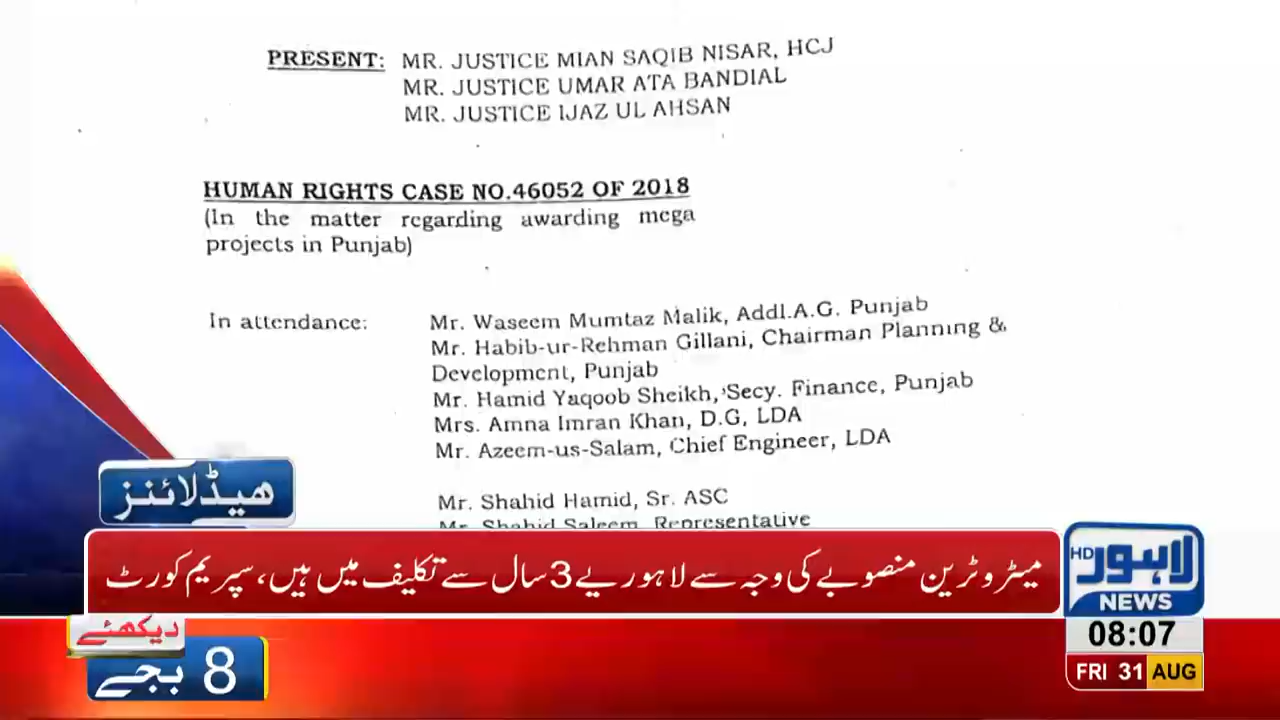 PRESENT: MR. JUSTICE MIAN SAQIB NISAR, HCJ
MR. JUSTICE UMAR ATA BANDIAL
MR. JUSTICE IJAZ UL AHSAN
HUMAN RIGHTS CASE NO.46052 OF 2018
(In the matter regarding awarding mega
projects in Punjab)
In attendance: Mr. Waseem Mumtaz Malik, Addl.A.G. Punjab
Mr. Habib-ur-Rehman Gillani, Chairman Planning &
Development, Punjab
Mr. Hamid Yaqoob Sheikh, Secy. Finance, Punjab
Mrs. Amna Imran Khan, D.G, LDA
Mr. Azeem-us-Salam, Chief Engineer, LDA
Mr. Shahid Hamid, Sr. ASC
Mr. Shahid Saleem, Representative
ہیڈلائنز
میٹروٹرین منصوبے کی وجہ سے لاہوریے 3 سال سے تکلیف میں ہیں، سپریم کورٹ
لاہور HD
NEWS
08:07
FRI 31 AUG
دیکھئے
8 بجے